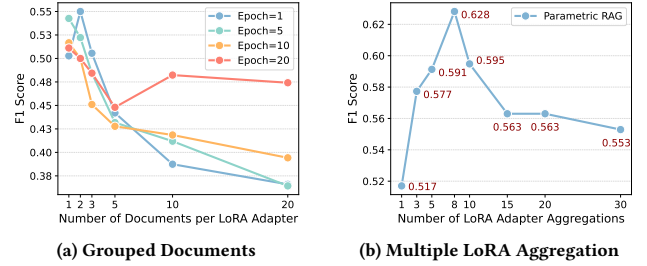 0.55
0.53
0.50
0.48
0.45
0.43
0.40
0.38
F1 Score
Epoch=1
Epoch=5
Epoch=10
Epoch=20
1 2 3 5 10 20
Number of Documents per LoRA Adapter
(a) Grouped Documents
0.62
0.60
0.58
0.56
0.54
0.52
F1 Score
Parametric RAG
0.517
0.577
0.591
0.628
0.595
0.563
0.563
0.553
1 3 5 8 10 15 20 30
Number of LoRA Adapter Aggregations
(b) Multiple LoRA Aggregation